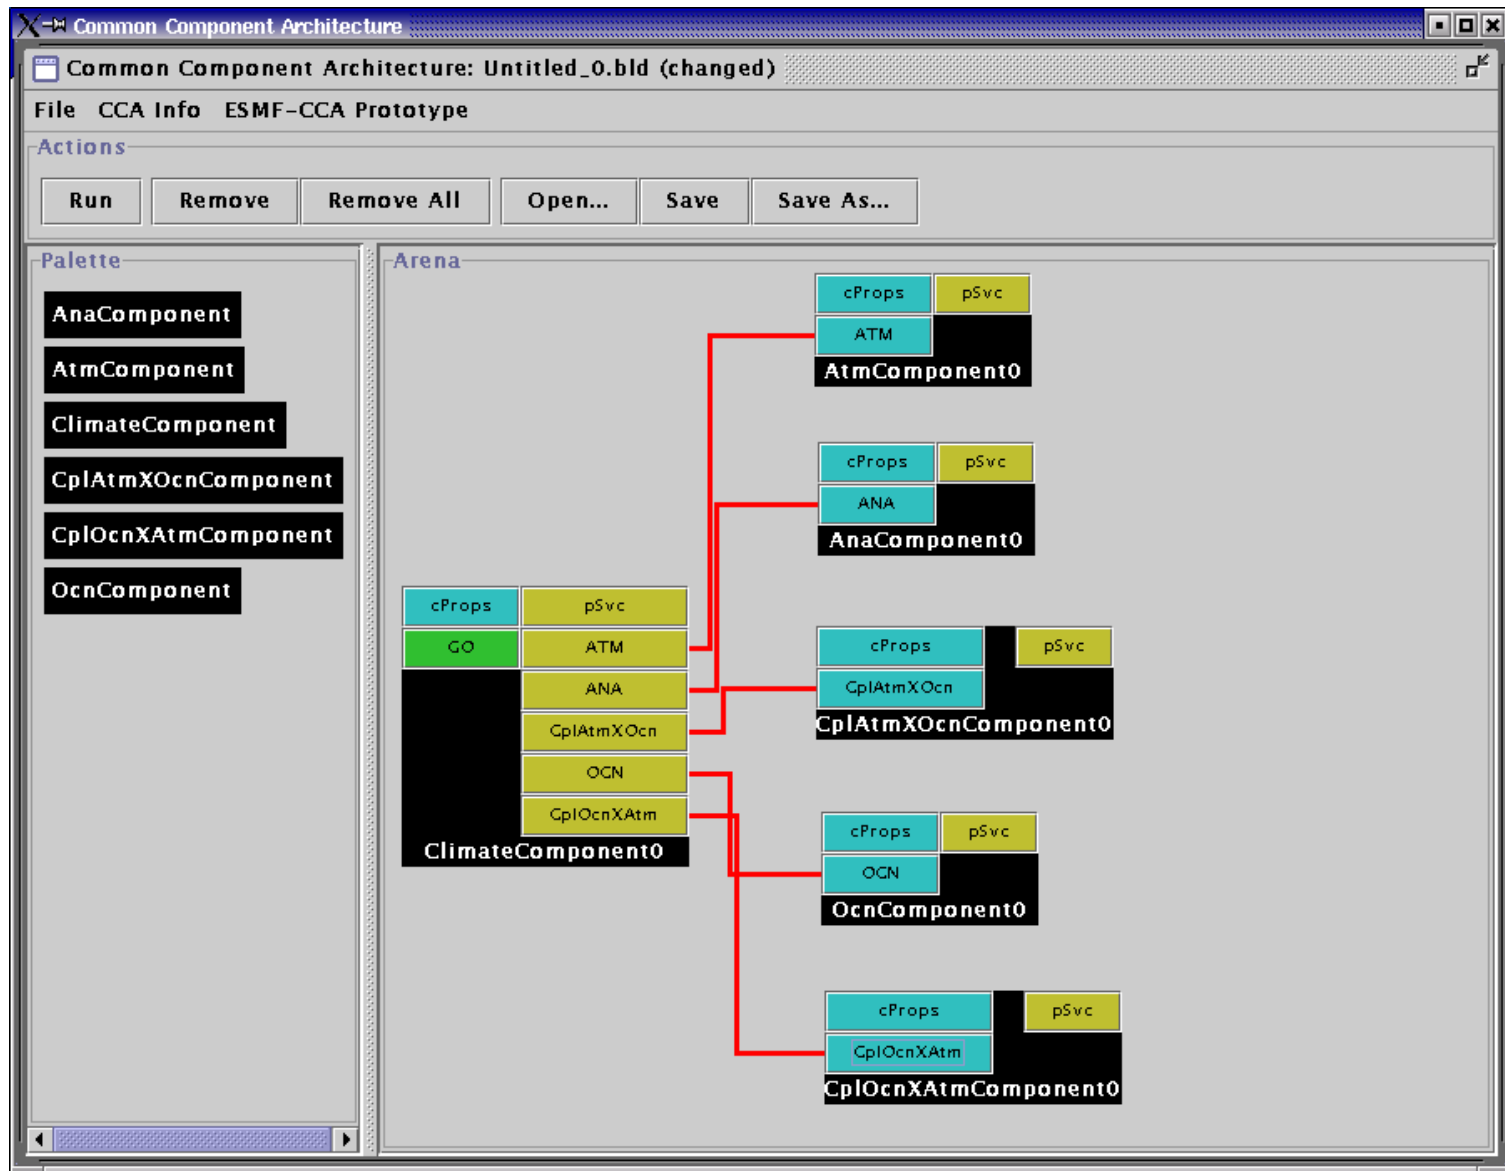 Common Component Architecture
Common Component Architecture: Untitled_0.bld (changed)
File CCA Info ESMF-CCA Prototype
Actions
Run Remove Remove All Open... Save Save As...
Palette
AnaComponent
AtmComponent
ClimateComponent
CplAtmXOcnComponent
CplOcnXAtmComponent
OcnComponent
Arena
cProps pSvc
ATM
AtmComponent0
cProps pSvc
ANA
AnaComponent0
cProps pSvc
GO ATM
ANA
CplAtmXOcn
OCN
CplOcnXAtm
ClimateComponent0
cProps pSvc
CplAtmXOcn
CplAtmXOcnComponent0
cProps pSvc
OCN
OcnComponent0
cProps pSvc
CplOcnXAtm
CplOcnXAtmComponent0